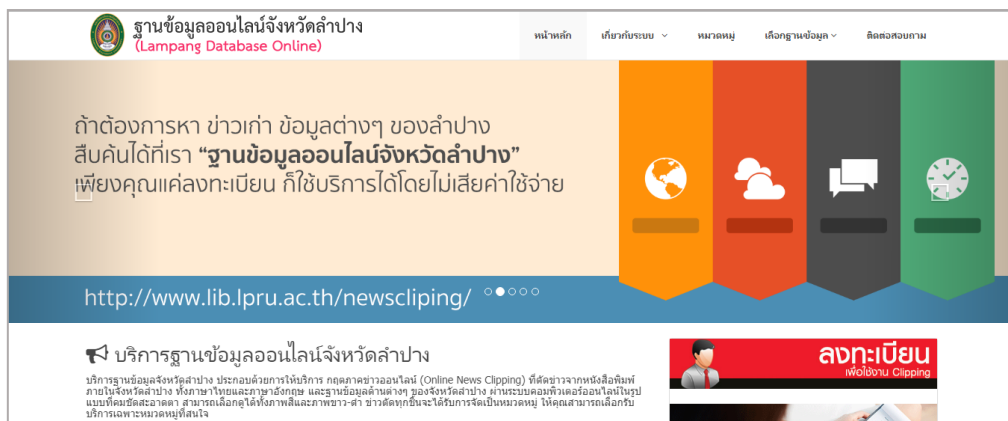 ฐานข้อมูลออนไลน์จังหวัดลำปาง
(Lampang Database Online)
หน้าหลัก เกี่ยวกับระบบ หมวดหมู่ เลือกฐานข้อมูล ติดต่อสอบถาม
ถ้าต้องการหา ข่าวเก่า ข้อมูลต่างๆ ของลำปาง
สืบค้นได้ที่เรา “ฐานข้อมูลออนไลน์จังหวัดลำปาง”
เพียงคุณแค่ลงทะเบียน ก็ใช้บริการได้โดยไม่เสียค่าใช้จ่าย
http://www.lib.lpru.ac.th/newscliping/
บริการฐานข้อมูลออนไลน์จังหวัดลำปาง
บริการฐานข้อมูลจังหวัดลำปาง ประกอบด้วยการให้บริการ กฤตภาคข่าวออนไลน์ (Online News Clipping) ที่ตัดข่าวจากหนังสือพิมพ์
ภายในจังหวัดลำปาง ทั้งภาษาไทยและภาษาอังกฤษ และฐานข้อมูลด้านต่างๆ ของจังหวัดลำปาง ผ่านระบบคอมพิวเตอร์ออนไลน์ในรูป
แบบที่คมชัดสะอาดตา สามารถเลือกดูได้ทั้งภาพสีและภาพขาว-ดำ ข่าวตัดทุกชิ้นจะได้รับการจัดเป็นหมวดหมู่ ให้คุณสามารถเลือกรับ
บริการเฉพาะหมวดหมู่ที่สนใจ
ลงทะเบียน
เพื่อใช้งาน Clipping